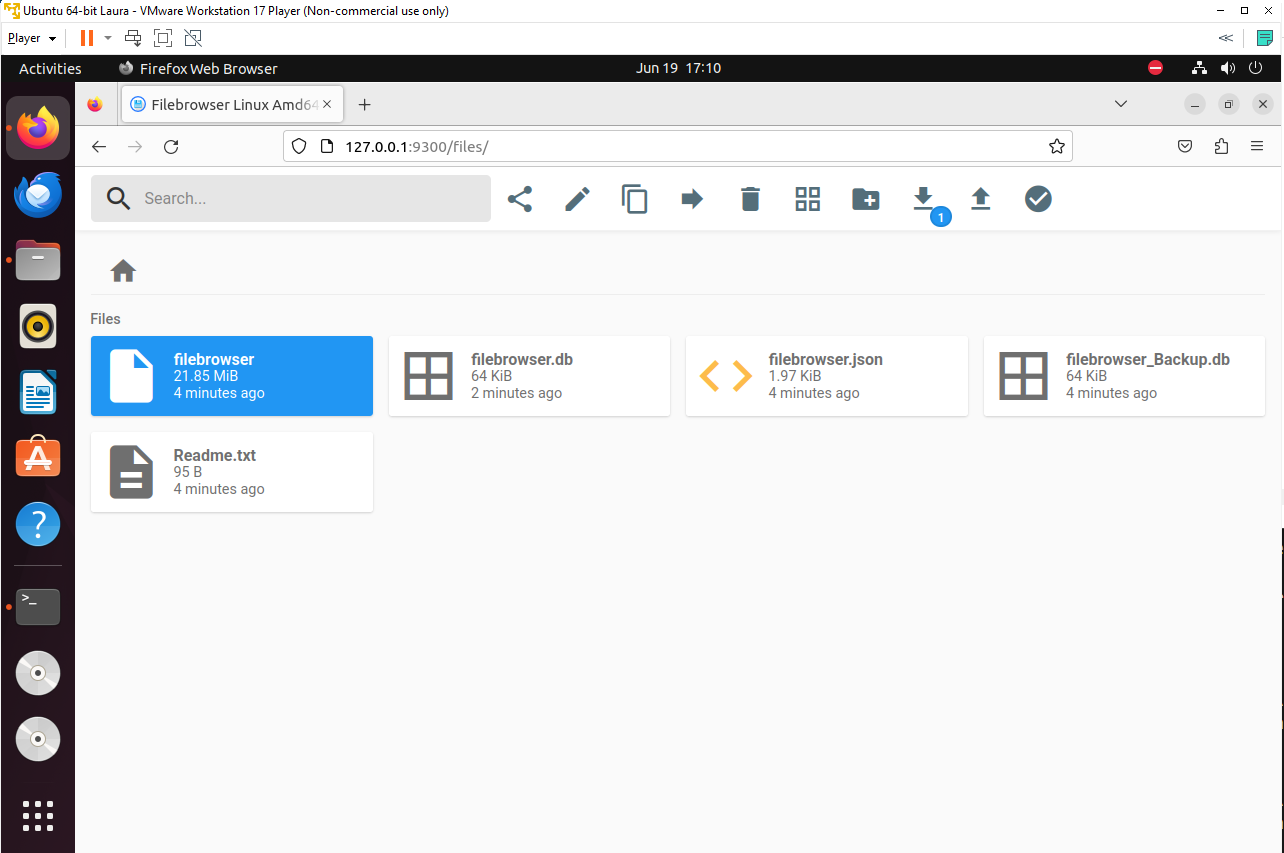 Ubuntu 64-bit Laura - VMware Workstation 17 Player (Non-commercial use only)
Player
Activities
Firefox Web Browser
Jun 19 17:10
Filebrowser Linux Amd64
127.0.0.1:9300/files/
Search...
1
Files
filebrowser
21.85 MiB
4 minutes ago
filebrowser.db
64 KiB
2 minutes ago
filebrowser.json
1.97 KiB
4 minutes ago
filebrowser_Backup.db
64 KiB
4 minutes ago
Readme.txt
95 B
4 minutes ago